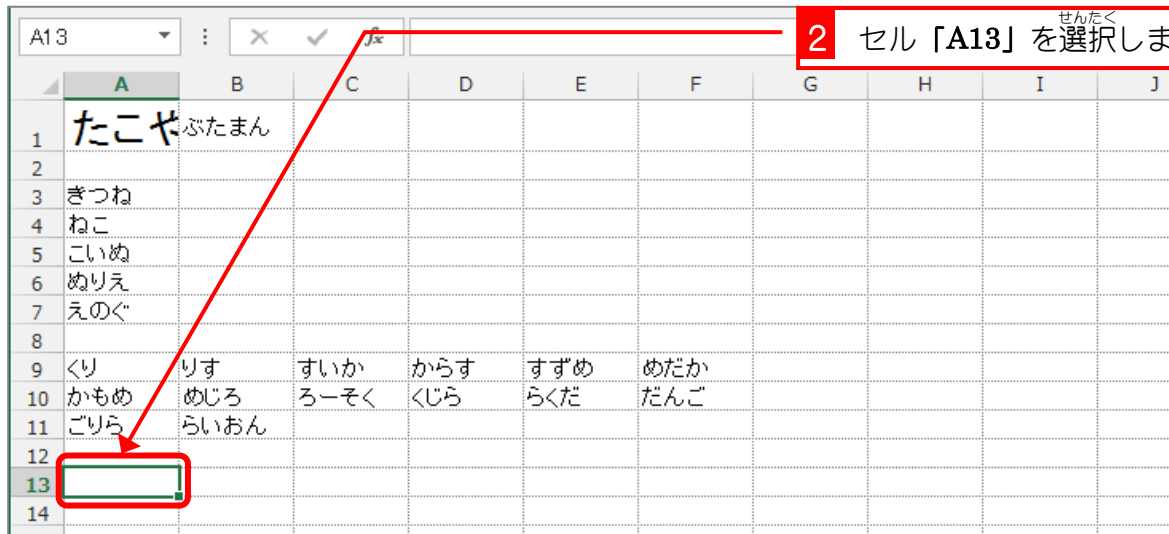 A13 fx
せんたく
2 セル「A13」を選択しま
A B C D E F G H I J
1 たこや ぶたまん
2
3 きつね
4 ねこ
5 こいぬ
6 ぬりえ
7 えのぐ
8
9 くり りす すいか からす すずめ めだか
10 かもめ めじろ ろーそく くじら らくだ だんご
11 ごりら らいおん
12
13
14